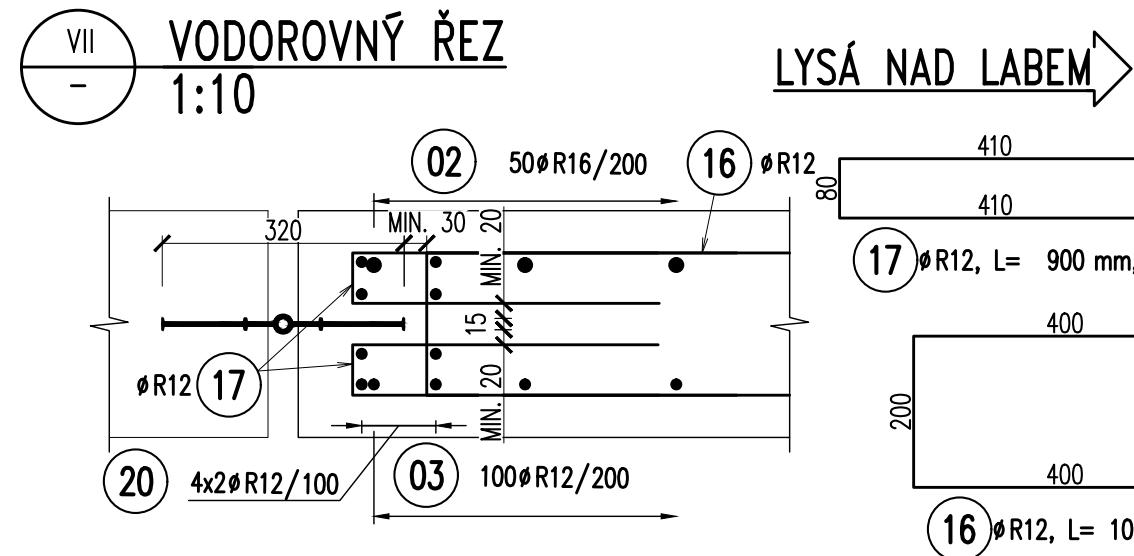 VII
-
VODOROVNÝ ŘEZ
1:10
LYSÁ NAD LABEM
02
50øR16/200
16
øR12
410
80
410
17
øR12, L= 900 mm,
320
MIN. 30
MIN. 20
15
MIN. 20
øR12
17
20
4x2øR12/100
03
100øR12/200
400
200
400
16
øR12, L= 10